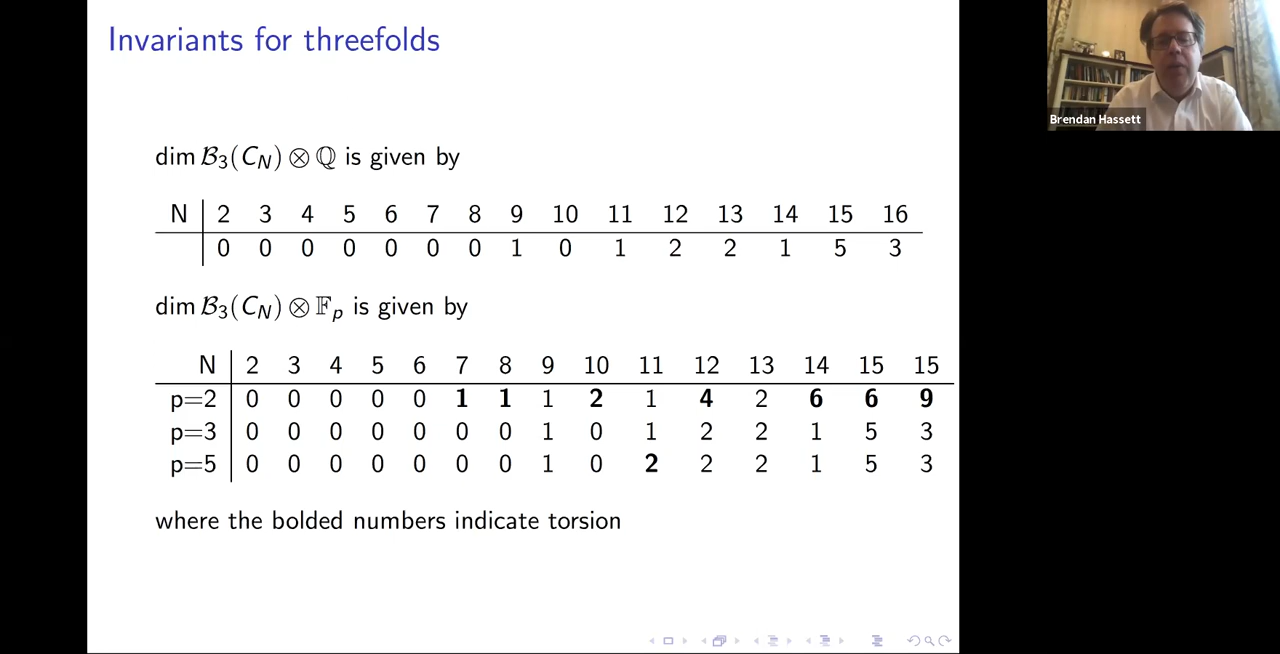 Invariants for threefolds
Brendan Hassett
dim 𝓑₃(C_N) ⊗ ℚ is given by
N 2 3 4 5 6 7 8 9 10 11 12 13 14 15 16
0 0 0 0 0 0 0 1 0 1 2 2 1 5 3
dim 𝓑₃(C_N) ⊗ 𝔽_p is given by
N 2 3 4 5 6 7 8 9 10 11 12 13 14 15 15
p=2 0 0 0 0 0 1 1 1 2 1 4 2 6 6 9
p=3 0 0 0 0 0 0 0 1 0 1 2 2 1 5 3
p=5 0 0 0 0 0 0 0 1 0 2 2 2 1 5 3
where the bolded numbers indicate torsion